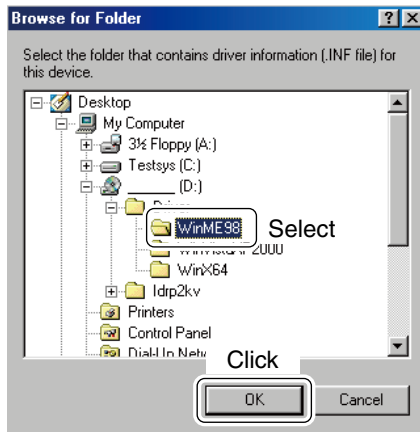 Browse for Folder
Select the folder that contains driver information (.INF file) for
this device.
Desktop
My Computer
3½ Floppy (A:)
Testsys (C:)
_______ (D:)
WinME98
Select
WinX64
Idrp2kv
Printers
Control Panel
Click
OK
Cancel